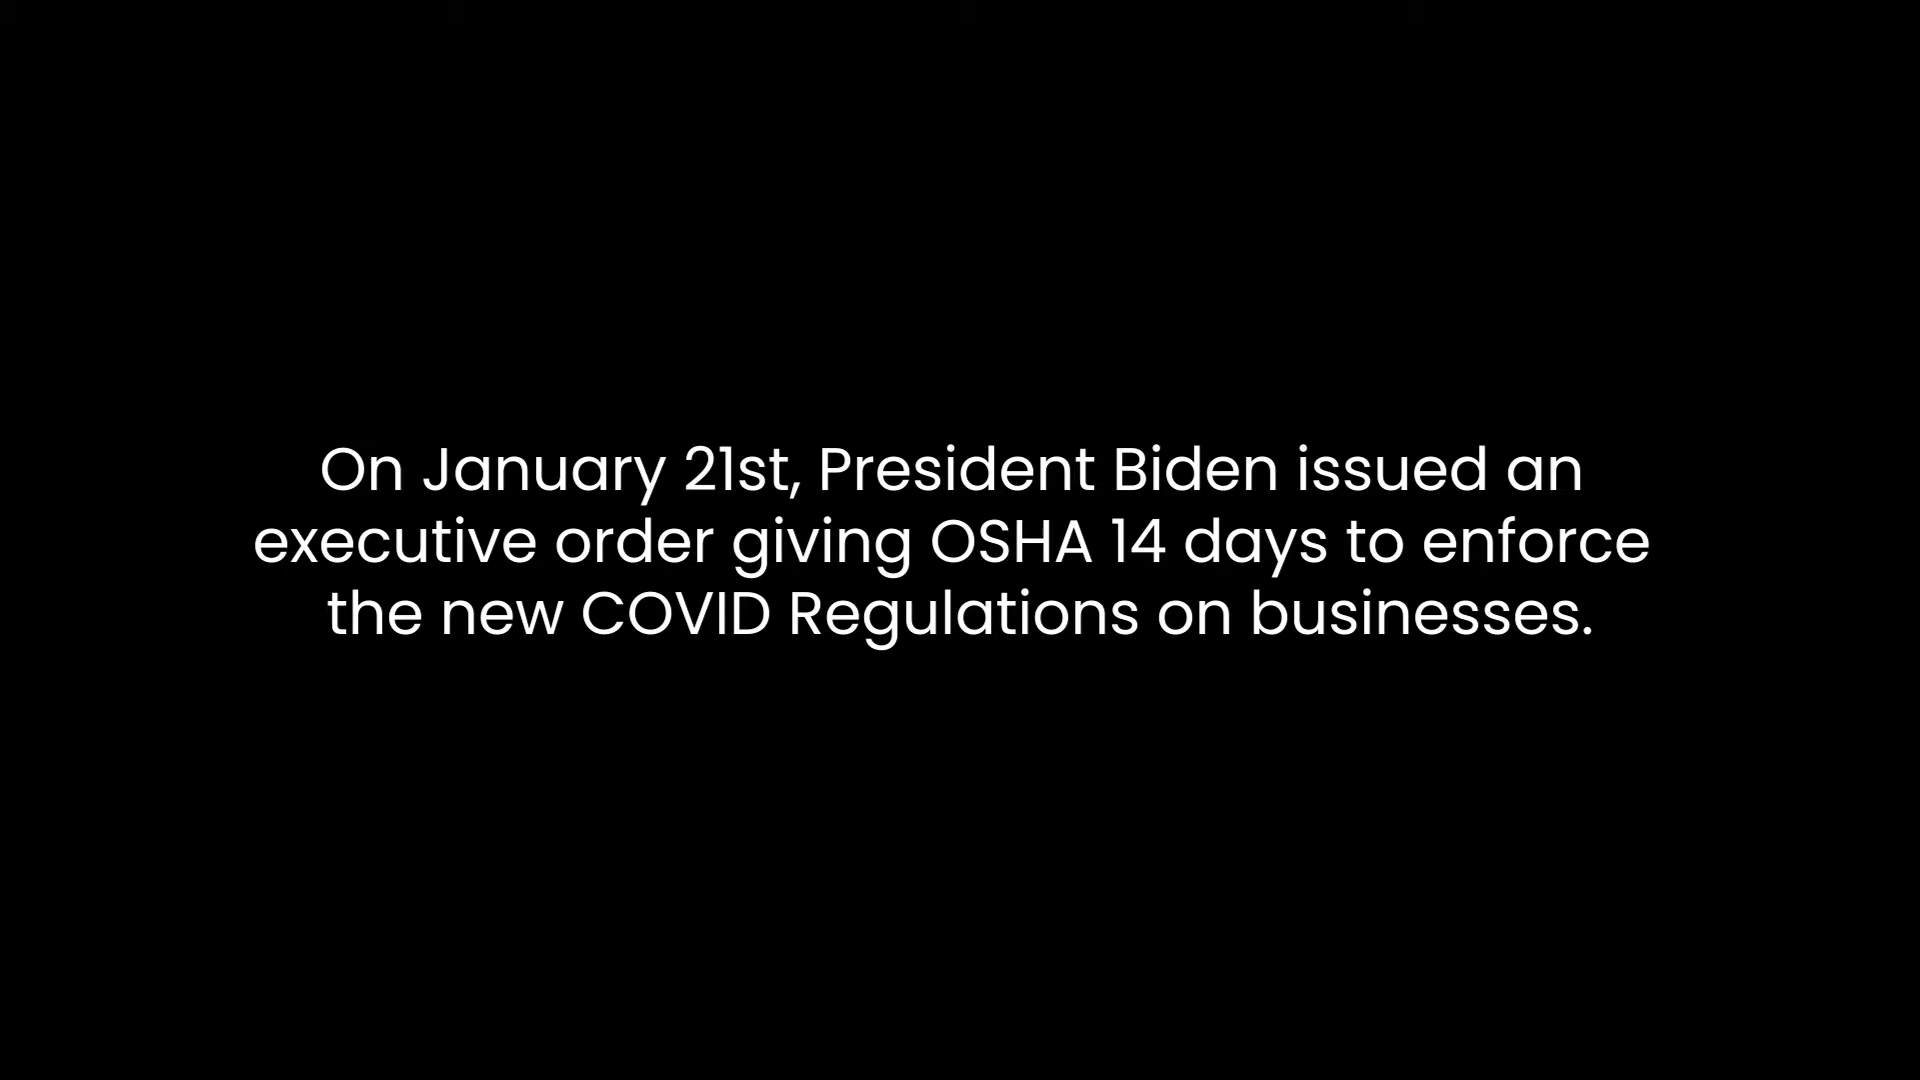 On January 21st, President Biden issued an
executive order giving OSHA 14 days to enforce
the new COVID Regulations on businesses.